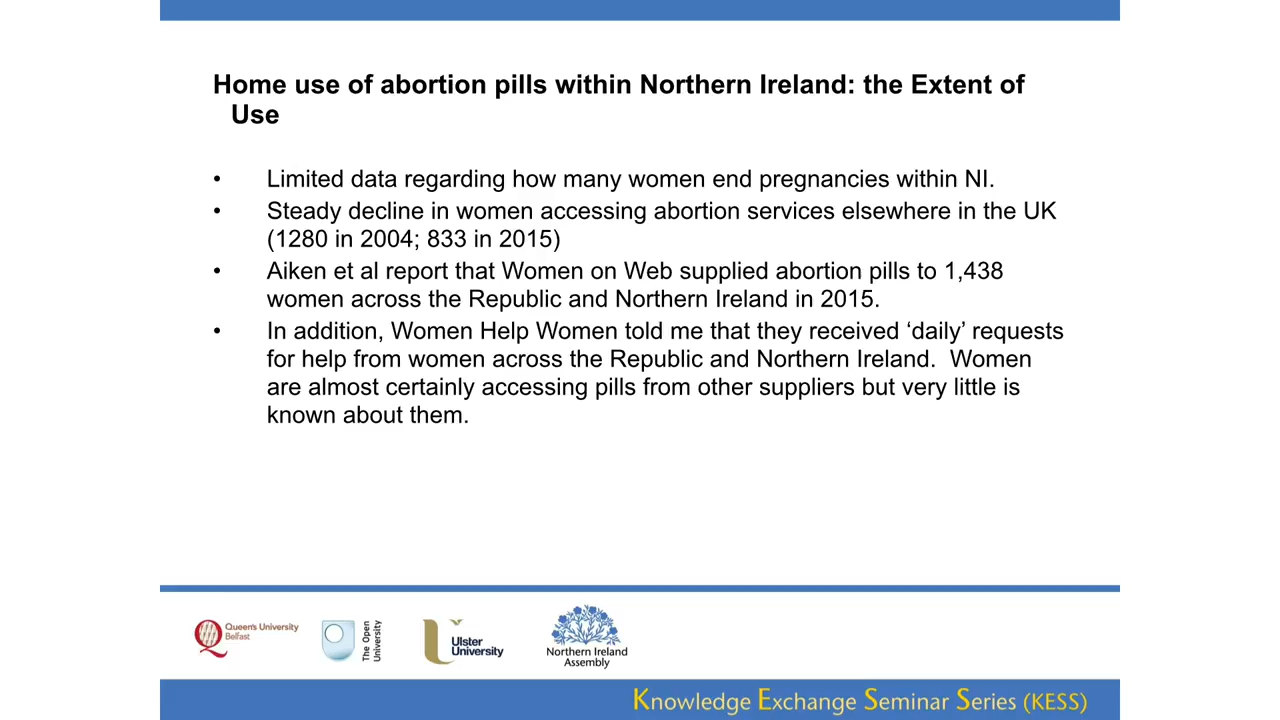 Home use of abortion pills within Northern Ireland: the Extent of
Use
• Limited data regarding how many women end pregnancies within NI.
• Steady decline in women accessing abortion services elsewhere in the UK
(1280 in 2004; 833 in 2015)
• Aiken et al report that Women on Web supplied abortion pills to 1,438
women across the Republic and Northern Ireland in 2015.
• In addition, Women Help Women told me that they received ‘daily’ requests
for help from women across the Republic and Northern Ireland.  Women
are almost certainly accessing pills from other suppliers but very little is
known about them.
Queen's University
Belfast
The Open
University
Ulster
University
Northern Ireland
Assembly
Knowledge Exchange Seminar Series (KESS)